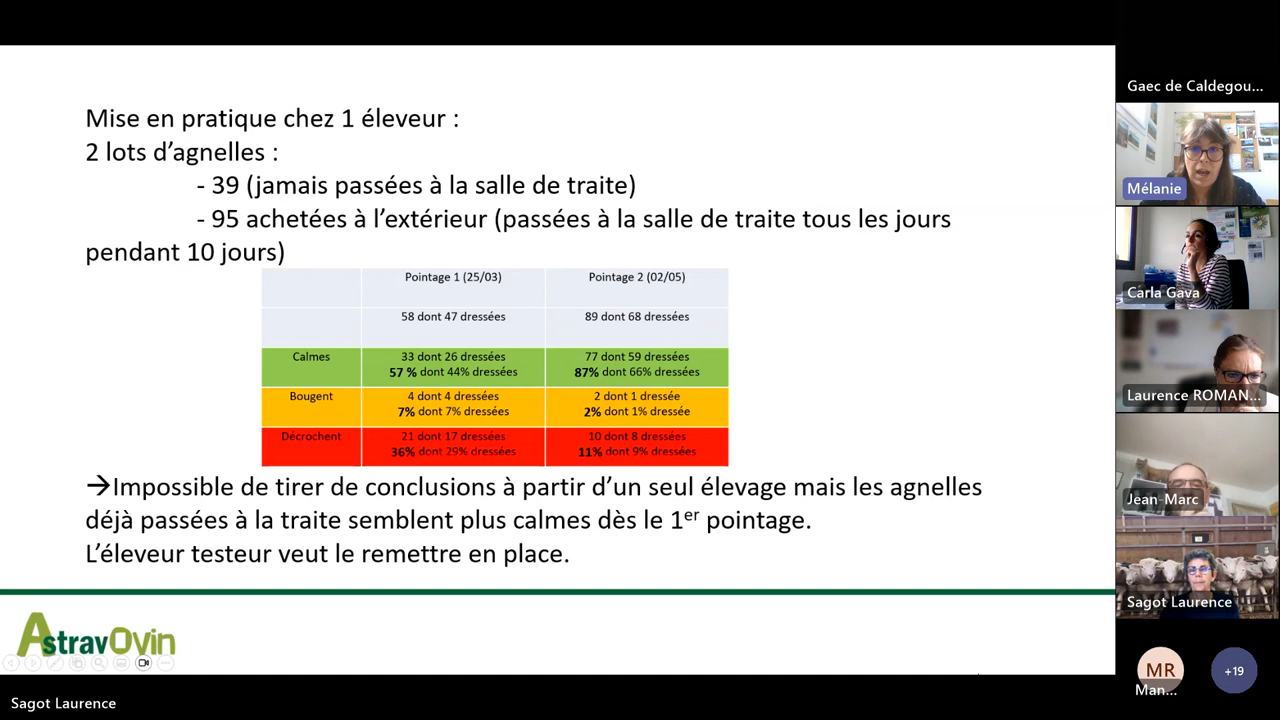 Mise en pratique chez 1 éleveur :
2 lots d’agnelles :
- 39 (jamais passées à la salle de traite)
- 95 achetées à l’extérieur (passées à la salle de traite tous les jours
pendant 10 jours)
Pointage 1 (25/03) Pointage 2 (02/05)
58 dont 47 dressées 89 dont 68 dressées
Calmes 33 dont 26 dressées 77 dont 59 dressées
57 % dont 44% dressées 87% dont 66% dressées
Bougent 4 dont 4 dressées 2 dont 1 dressée
7% dont 7% dressées 2% dont 1% dressée
Décrochent 21 dont 17 dressées 10 dont 8 dressées
36% dont 29% dressées 11% dont 9% dressées
→Impossible de tirer de conclusions à partir d’un seul élevage mais les agnelles
déjà passées à la traite semblent plus calmes dès le 1er pointage.
L’éleveur testeur veut le remettre en place.
AstravOvin
Sagot Laurence
Gaec de Caldegou...
Mélanie
Carla Gava
Laurence ROMAN...
Jean-Marc
Sagot Laurence
MR
Man...
+19